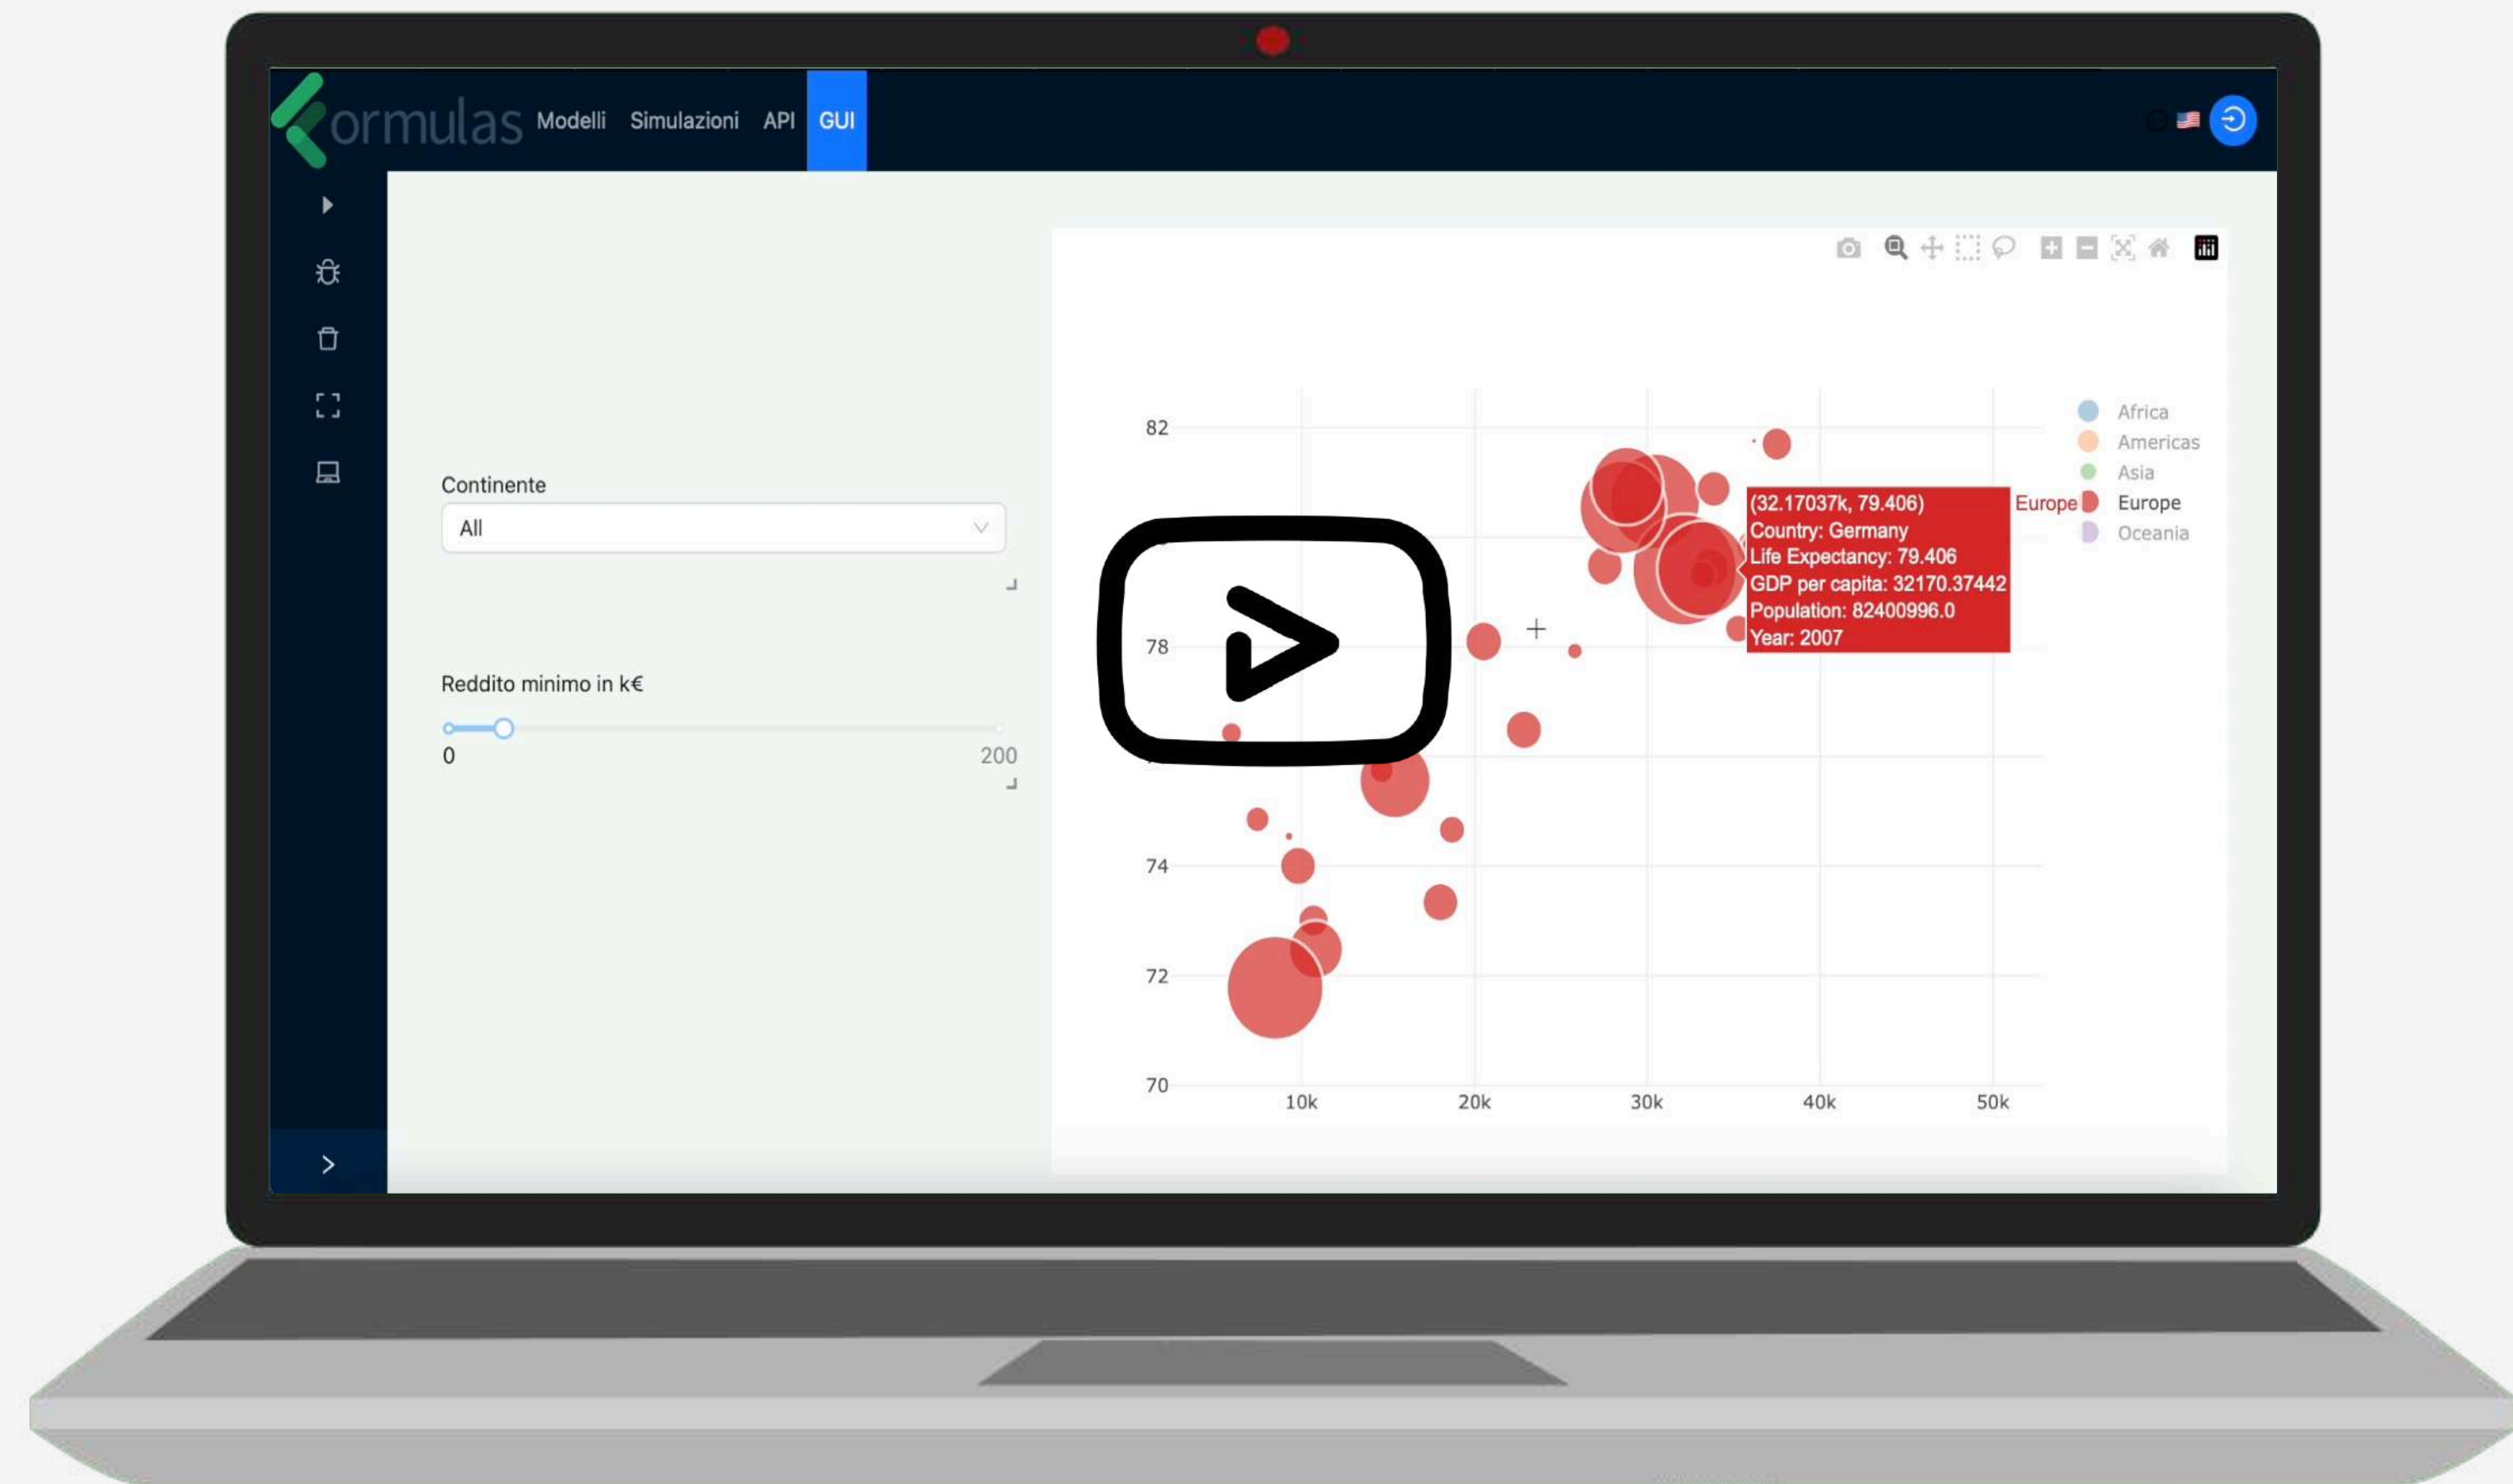 ormulas Modelli Simulazioni API GUI
Continente
All
Reddito minimo in k€
0 200
82
78
74
72
70
10k 20k 30k 40k 50k
Africa
Americas
Asia
Europe Europe
Oceania
(32.17037k, 79.406)
Country: Germany
Life Expectancy: 79.406
GDP per capita: 32170.37442
Population: 82400996.0
Year: 2007